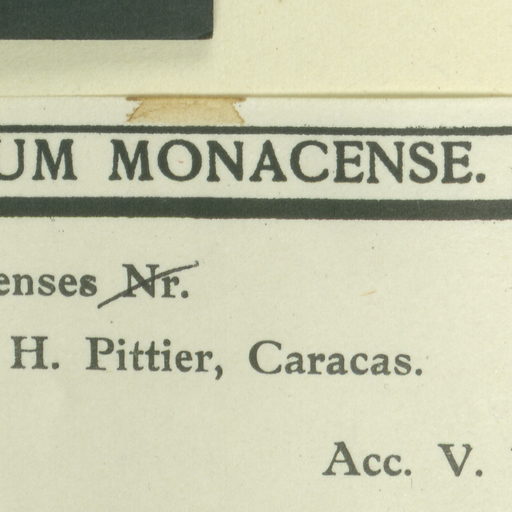 UM MONACENSE.
enses Nr.
H. Pittier, Caracas.
Acc. V.